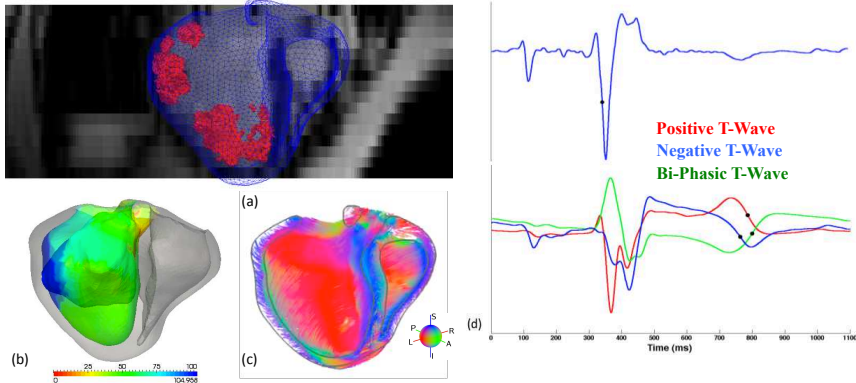 (a)
Positive T-Wave
Negative T-Wave
Bi-Phasic T-Wave
S
P
R
L
A
I
(b)
(c)
(d)
0 25 50 75 100
0 104.958
0 100 200 300 400 500 600 700 800 900 1000 1100
Time (ms)